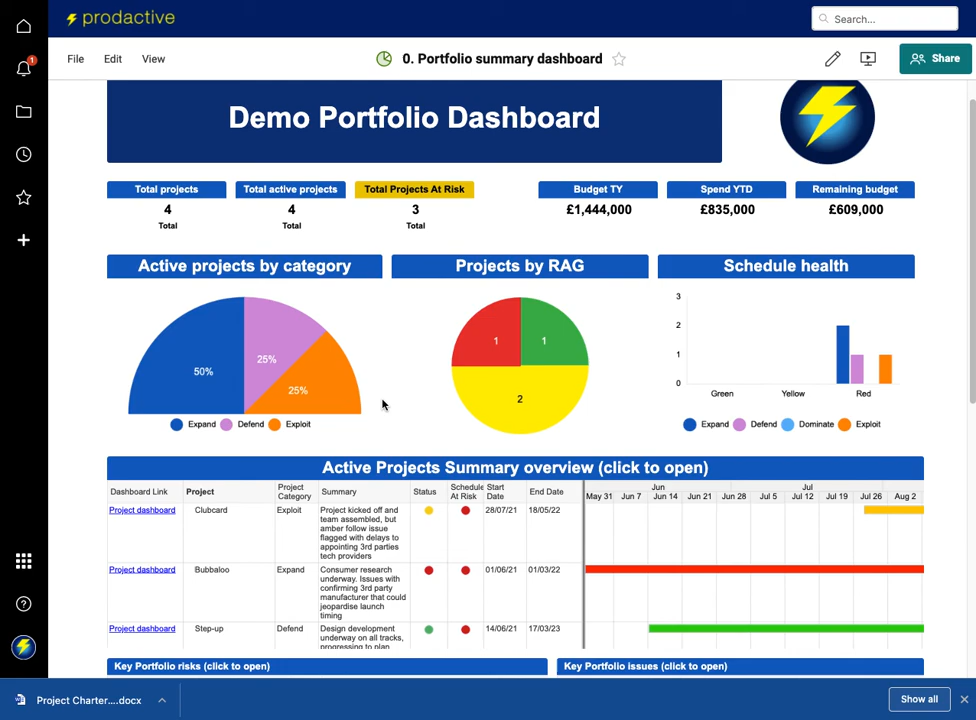 prodactive
Search...
1
File Edit View
0. Portfolio summary dashboard
Share
Demo Portfolio Dashboard
Total projects Total active projects Total Projects At Risk Budget TY Spend YTD Remaining budget
4 4 3 £1,444,000 £835,000 £609,000
Total Total Total
Active projects by category Projects by RAG Schedule health
50% 25% 25%
Expand Defend Exploit
1 1
2
3
2
1
0
Green Yellow Red
Expand Defend Dominate Exploit
Active Projects Summary overview (click to open)
Dashboard Link Project Project Category Summary Status Schedule At Risk Start Date End Date
Jun Jul
May 31 Jun 7 Jun 14 Jun 21 Jun 28 Jul 5 Jul 12 Jul 19 Jul 26 Aug 2
Project dashboard Clubcard Exploit Project kicked off and 28/07/21 18/05/22
team assembled, but
amber follow issue
flagged with delays to
appointing 3rd parties
tech providers
Project dashboard Bubbaloo Expand Consumer research 01/06/21 01/03/22
underway. Issues with
confirming 3rd party
manufacturer that could
jeopardise launch
timing
Project dashboard Step-up Defend Design development 14/06/21 17/03/23
underway on all tracks,
progressing to plan
Key Portfolio risks (click to open) Key Portfolio issues (click to open)
Project Charter....docx Show all